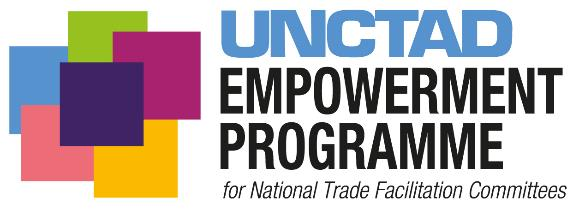 UNCTAD
EMPOWERMENT
PROGRAMME
for National Trade Facilitation Committees